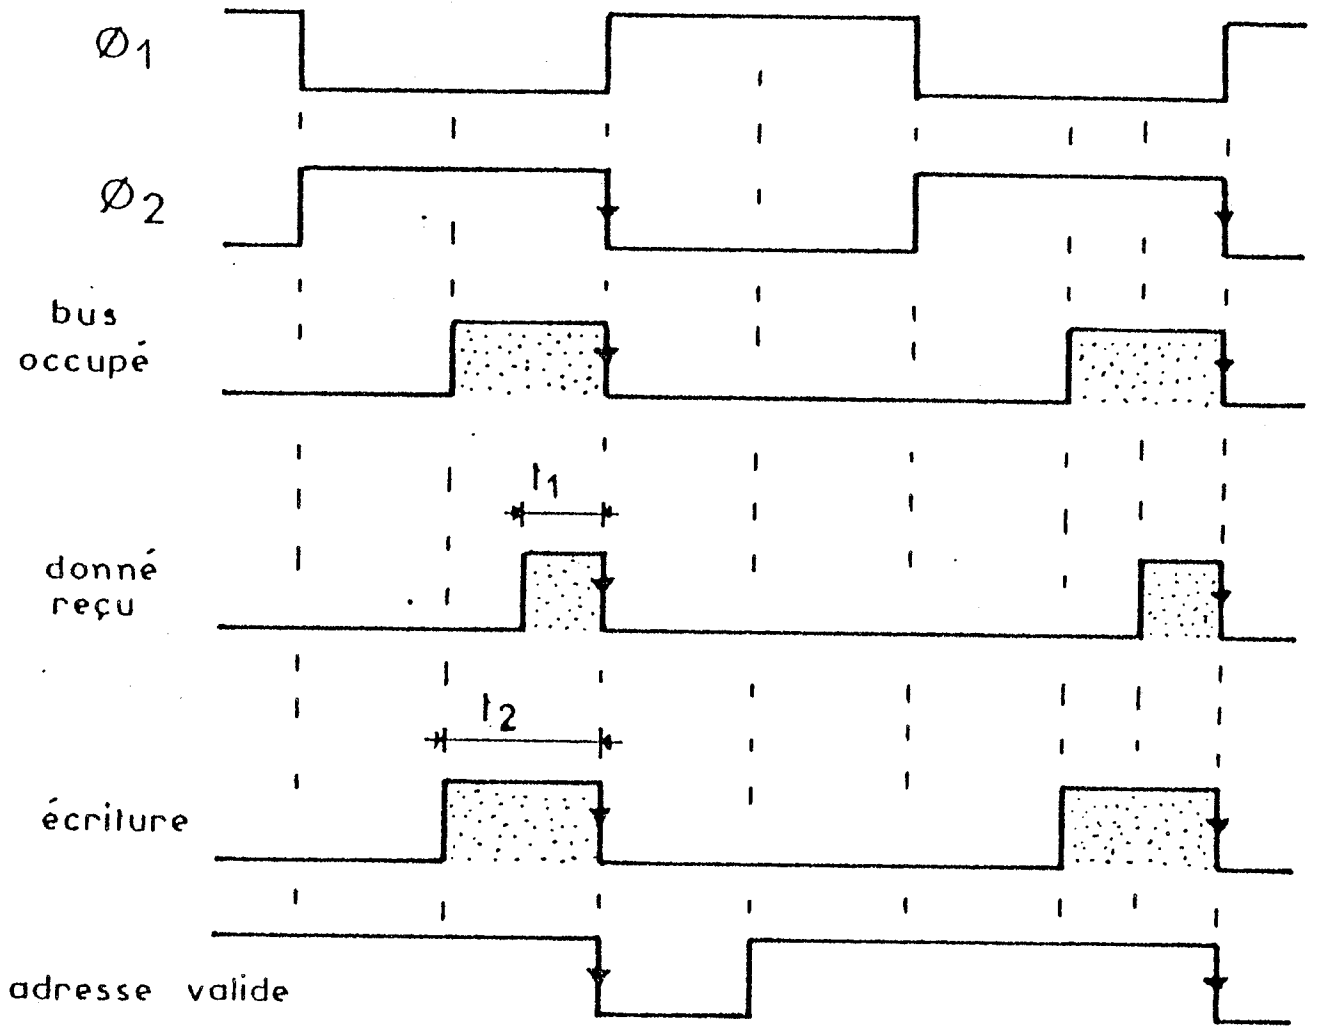 Ø1
Ø2
bus
occupé
t1
donné
reçu
t2
écriture
adresse valide